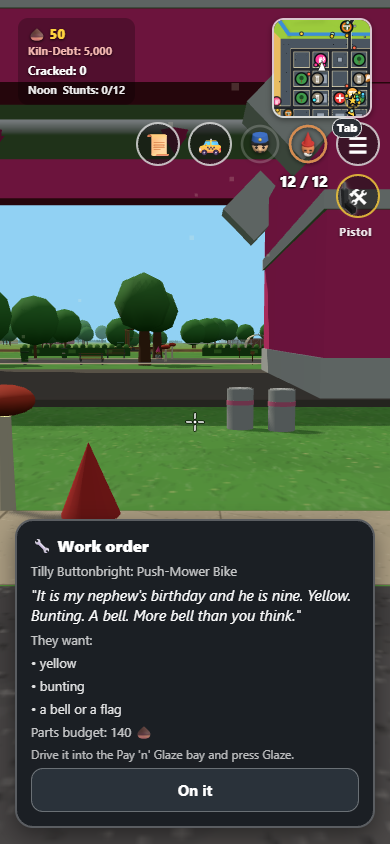 50
Kiln-Debt: 5,000
Cracked: 0
Noon Stunts: 0/12
Tab
12 / 12
Pistol
Work order
Tilly Buttonbright: Push-Mower Bike
"It is my nephew's birthday and he is nine. Yellow.
Bunting. A bell. More bell than you think."
They want:
• yellow
• bunting
• a bell or a flag
Parts budget: 140
Drive it into the Pay 'n' Glaze bay and press Glaze.
On it